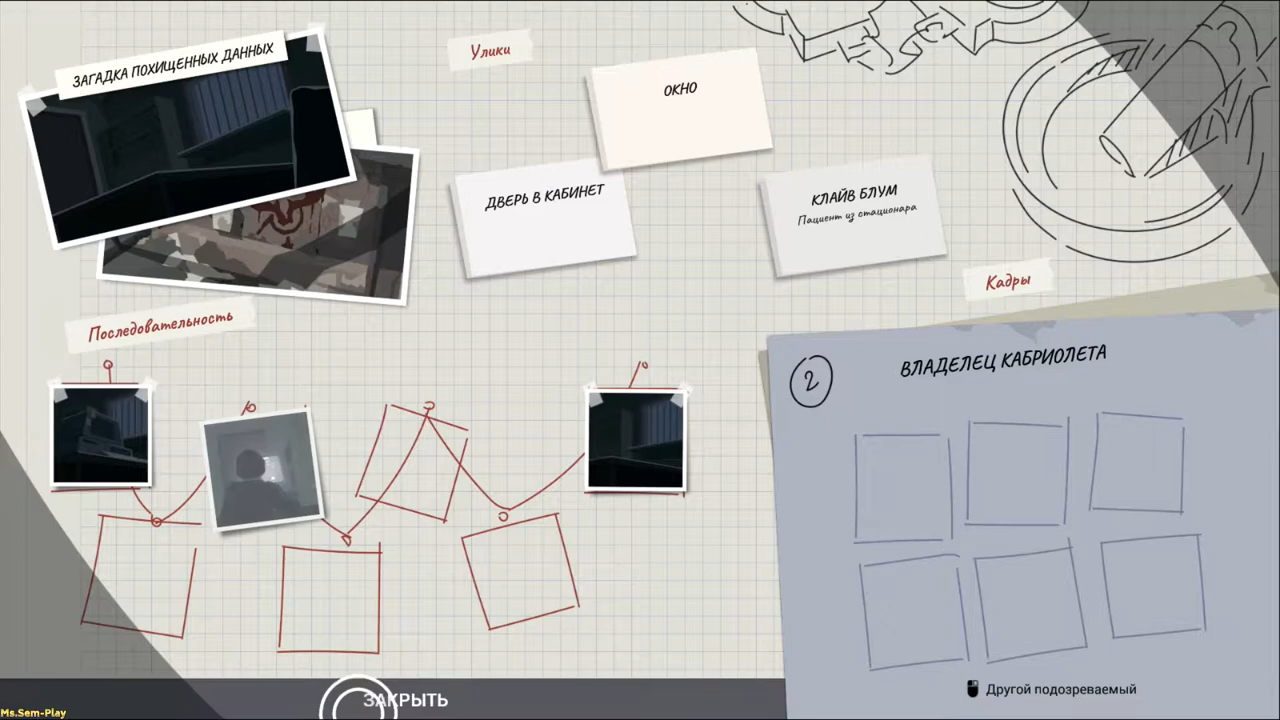 ЗАГАДКА ПОХИЩЕННЫХ ДАННЫХ
Улики
ОКНО
ДВЕРЬ В КАБИНЕТ
КЛАЙВ БЛУМ
Пациент из стационара
Кадры
Последовательность
2
ВЛАДЕЛЕЦ КАБРИОЛЕТА
Другой подозреваемый
ЗАКРЫТЬ
Ms.Sem-Play